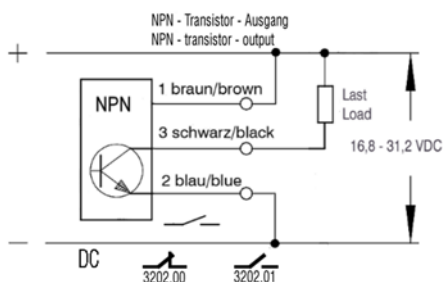 NPN - Transistor - Ausgang
NPN - transistor - output
+
NPN
1 braun/brown
3 schwarz/black
2 blau/blue
Last
Load
16,8 - 31,2 VDC
−
DC
3202.00
3202.01